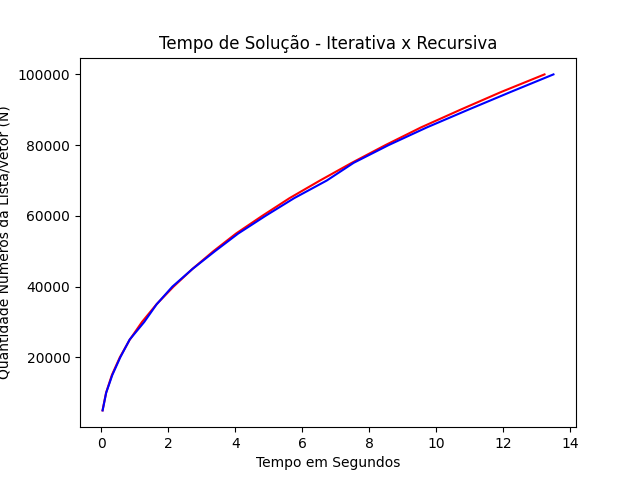 Tempo de Solução - Iterativa x Recursiva
Quantidade Números da Lista/Vetor (N)
100000
80000
60000
40000
20000
0 2 4 6 8 10 12 14
Tempo em Segundos